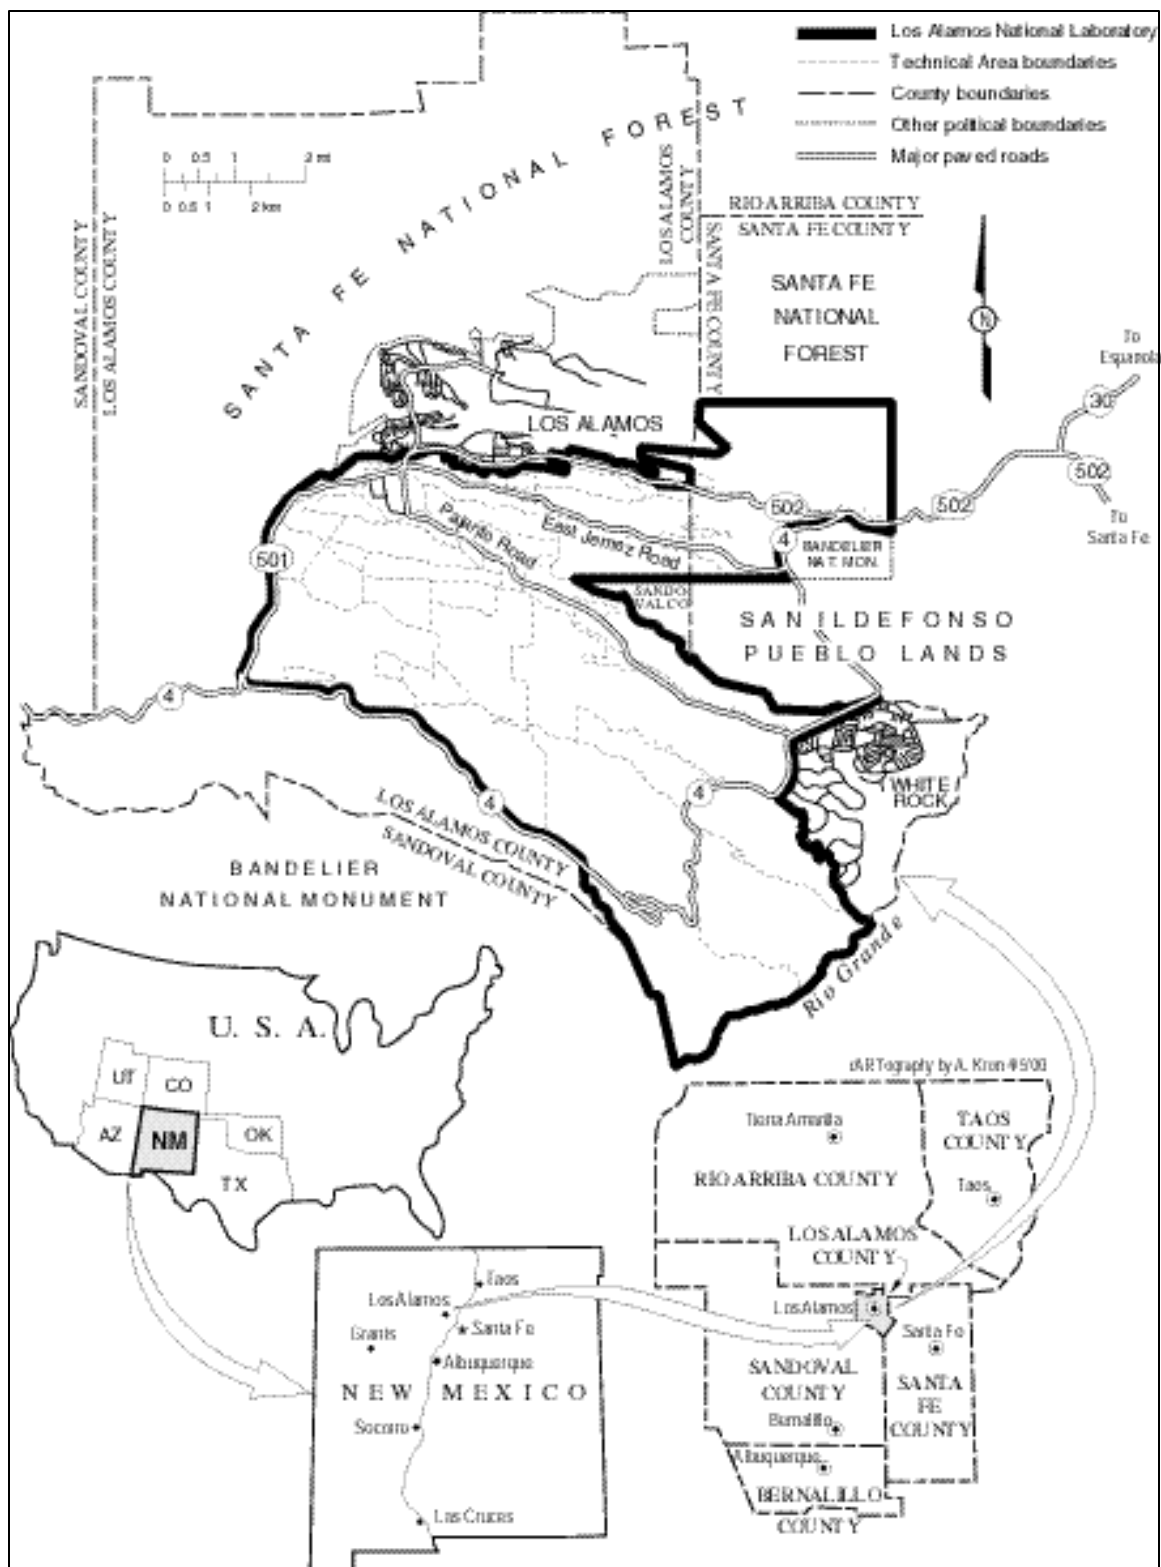 Los Alamos National Laboratory
Technical Area boundaries
County boundaries
Other political boundaries
Major paved roads
0 0.5 1 2 mi
0 0.5 1 2 km
SANTA FE NATIONAL FOREST
SANDOVAL COUNTY
LOS ALAMOS COUNTY
LOS ALAMOS
COUNTY
SANTA FE COUNTY
RIO ARRIBA COUNTY
SANTA FE COUNTY
SANTA FE
NATIONAL
FOREST
N
To
Espanola
30
502
502
502
To
Santa Fe
LOS ALAMOS
Pajarito Road
East Jemez Road
501
4
BANDELIER
NAT. MON.
SANDO
VAL CO
SAN ILDEFONSO
PUEBLO LANDS
4
4
4
WHITE
ROCK
LOS ALAMOS COUNTY
SANDOVAL COUNTY
BANDELIER
NATIONAL MONUMENT
Rio Grande
U. S. A.
UT
CO
AZ
NM
OK
TX
cARTography by A. Kron
Tierra Amarilla
TAOS
COUNTY
RIO ARRIBA COUNTY
Taos
LOS ALAMOS
COUNTY
Los Alamos
Santa Fe
SANDOVAL
COUNTY
SANTA
FE
COUNTY
Bernalillo
Albuquerque
BERNALILLO
COUNTY
Taos
Los Alamos
Santa Fe
Grants
Albuquerque
NEW MEXICO
Socorro
Las Cruces